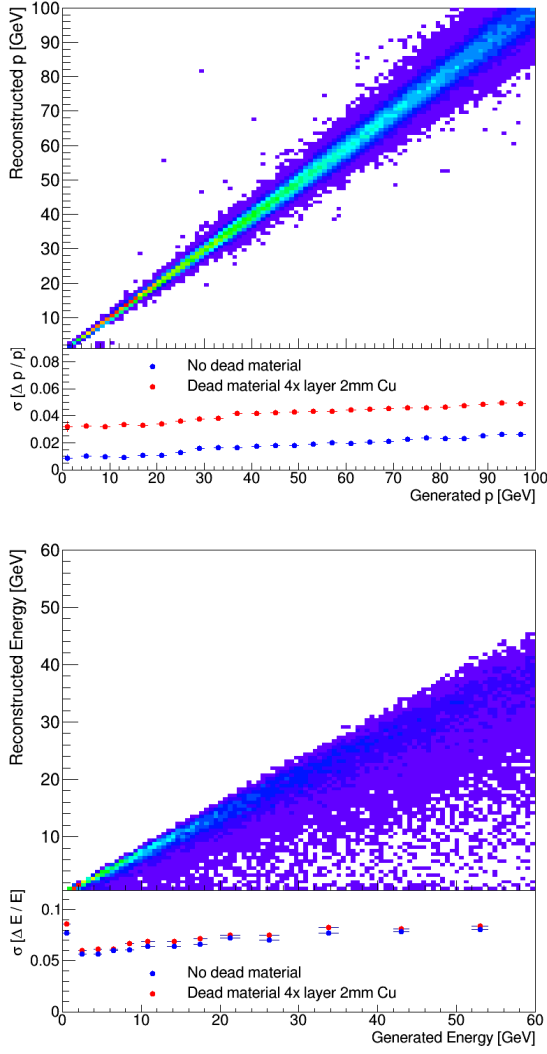 Reconstructed p [GeV]
100
90
80
70
60
50
40
30
20
10
σ [ Δ p / p ]
0.08
0.06
0.04
0.02
0
No dead material
Dead material 4x layer 2mm Cu
0 10 20 30 40 50 60 70 80 90 100
Generated p [GeV]
Reconstructed Energy [GeV]
60
50
40
30
20
10
σ [ Δ E / E ]
0.1
0.05
0
No dead material
Dead material 4x layer 2mm Cu
0 10 20 30 40 50 60
Generated Energy [GeV]